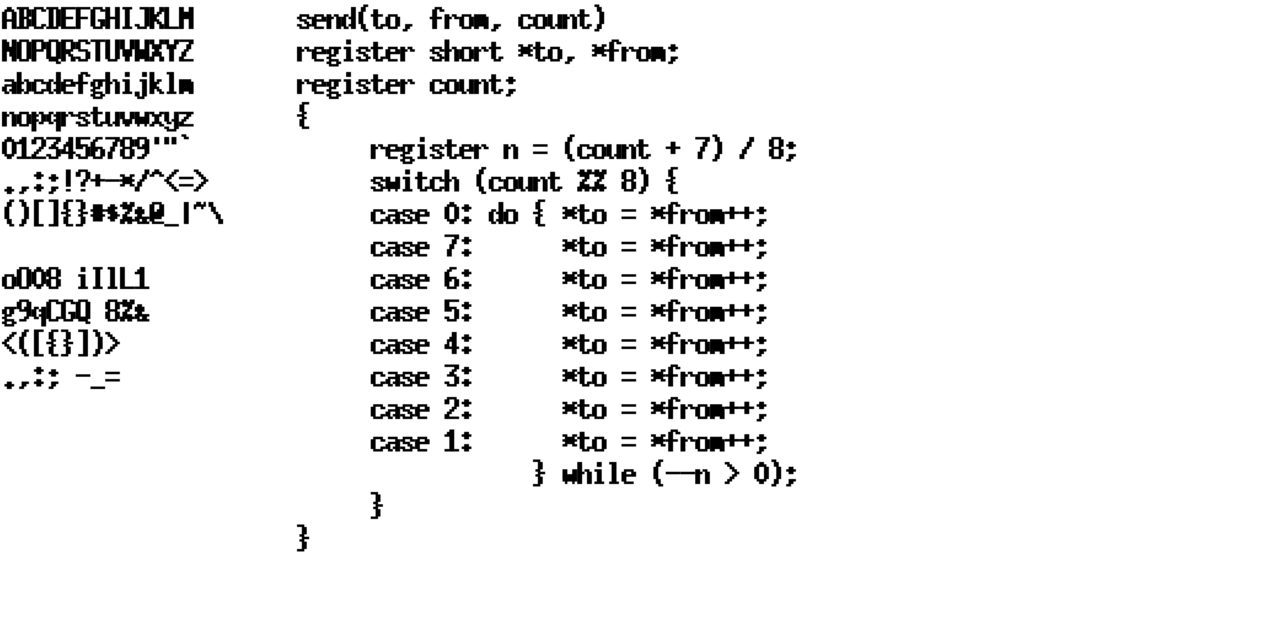 ABCDEFGHIJKLM
NOPQRSTUVWXYZ
abcdefghijklm
nopqrstuvwxyz
0123456789'"`
.,:;!?+-*/^<=>
()[]{}#$%&@_|~\
oO08 iIlL1
g9qCGQ 8%&
<([{}])>
.,:; -_=
send(to, from, count)
register short *to, *from;
register count;
{
     register n = (count + 7) / 8;
     switch (count %% 8) {
     case 0: do { *to = *from++;
     case 7:      *to = *from++;
     case 6:      *to = *from++;
     case 5:      *to = *from++;
     case 4:      *to = *from++;
     case 3:      *to = *from++;
     case 2:      *to = *from++;
     case 1:      *to = *from++;
                } while (--n > 0);
     }
}